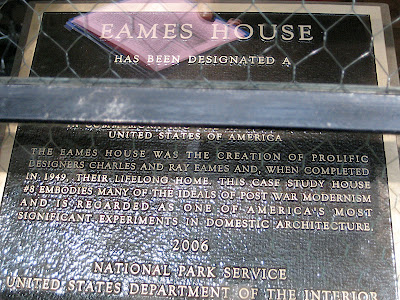 EAMES HOUSE
HAS BEEN DESIGNATED A
UNITED STATES OF AMERICA
THE EAMES HOUSE WAS THE CREATION OF PROLIFIC
DESIGNERS CHARLES AND RAY EAMES AND, WHEN COMPLETED
IN 1949, THEIR LIFELONG HOME. THIS CASE STUDY HOUSE
#8 EMBODIES MANY OF THE IDEALS OF POST WAR MODERNISM
AND IS REGARDED AS ONE OF AMERICA'S MOST
SIGNIFICANT EXPERIMENTS IN DOMESTIC ARCHITECTURE.
2006
NATIONAL PARK SERVICE
UNITED STATES DEPARTMENT OF THE INTERIOR